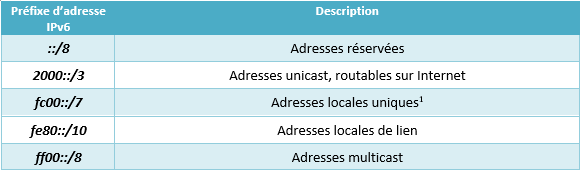 Préfixe d’adresse IPv6 Description
::/8 Adresses réservées
2000::/3 Adresses unicast, routables sur Internet
fc00::/7 Adresses locales uniques¹
fe80::/10 Adresses locales de lien
ff00::/8 Adresses multicast